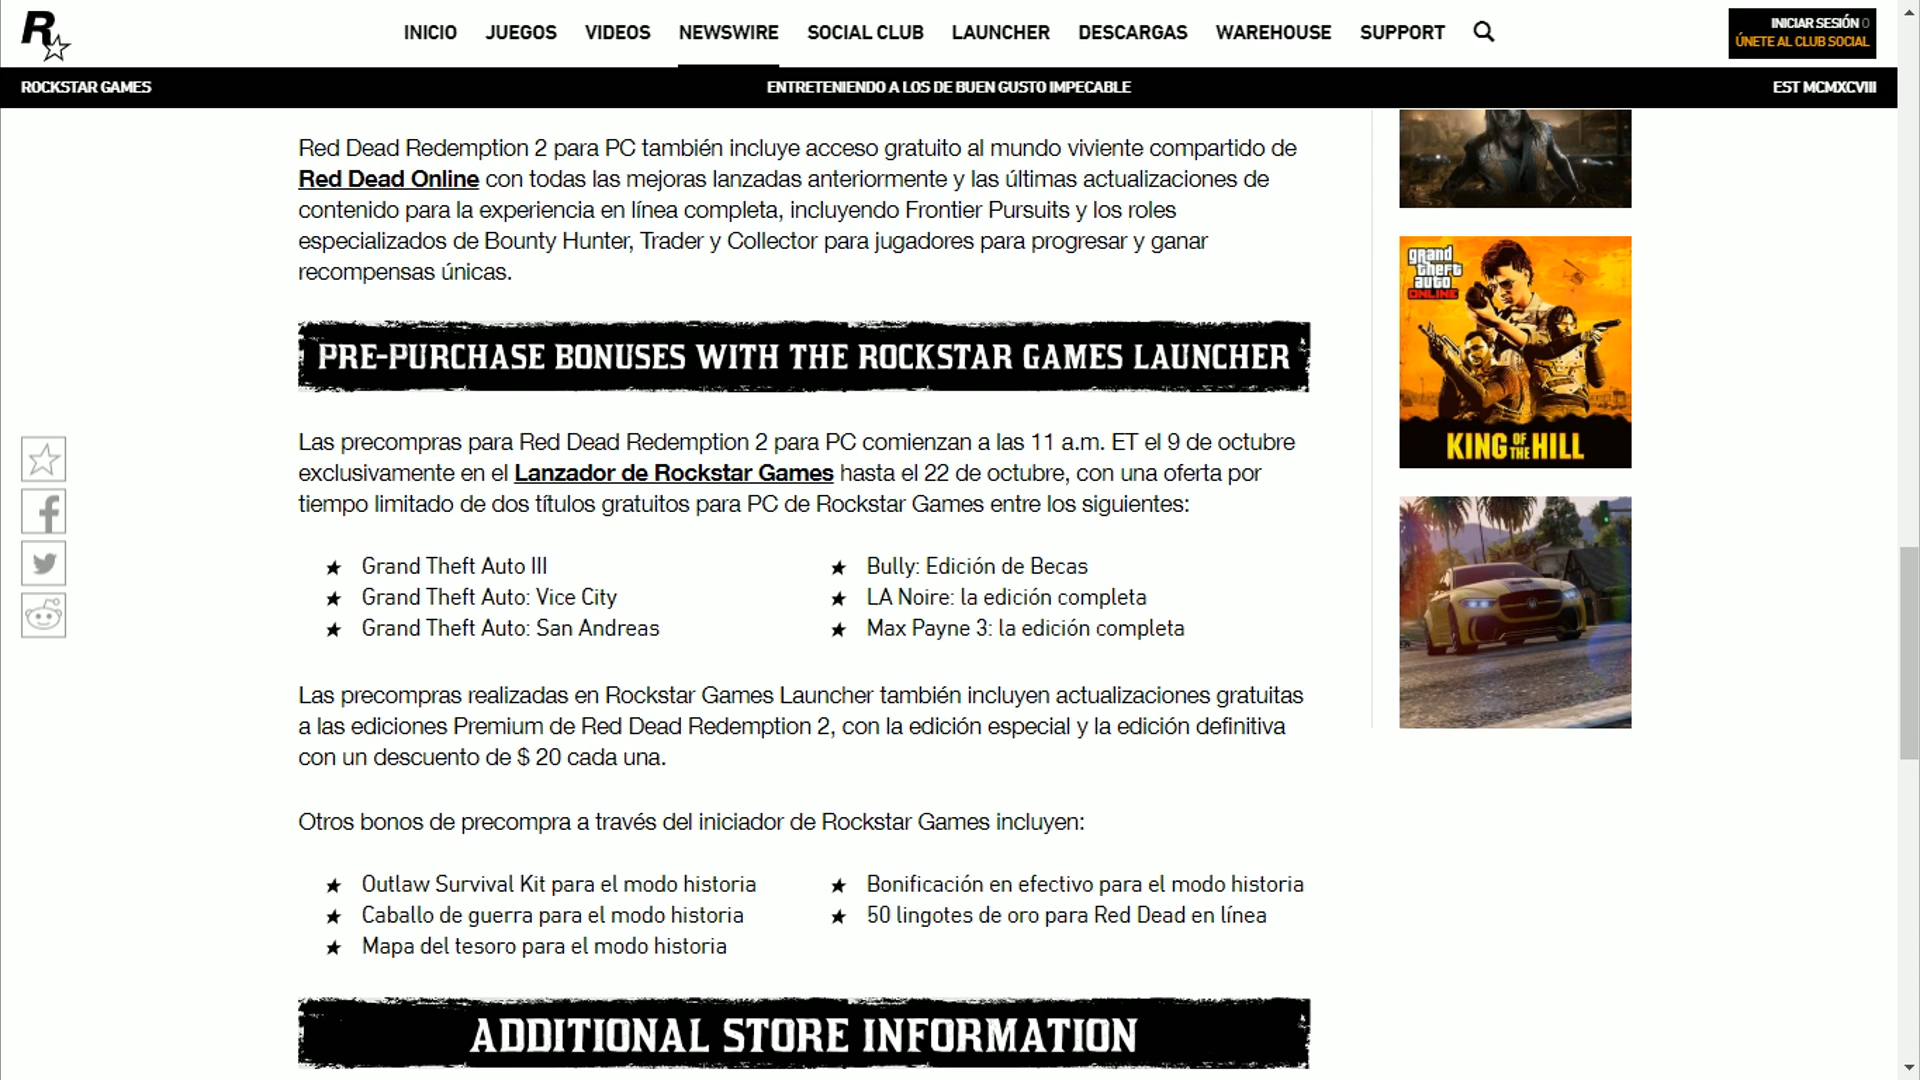 R
INICIO JUEGOS VIDEOS NEWSWIRE SOCIAL CLUB LAUNCHER DESCARGAS WAREHOUSE SUPPORT
INICIAR SESIÓN 0
ÚNETE AL CLUB SOCIAL
ROCKSTAR GAMES
ENTRETENIENDO A LOS DE BUEN GUSTO IMPECABLE
EST MCMXCVIII
Red Dead Redemption 2 para PC también incluye acceso gratuito al mundo viviente compartido de
Red Dead Online con todas las mejoras lanzadas anteriormente y las últimas actualizaciones de
contenido para la experiencia en línea completa, incluyendo Frontier Pursuits y los roles
especializados de Bounty Hunter, Trader y Collector para jugadores para progresar y ganar
recompensas únicas.
PRE-PURCHASE BONUSES WITH THE ROCKSTAR GAMES LAUNCHER
Las precompras para Red Dead Redemption 2 para PC comienzan a las 11 a.m. ET el 9 de octubre
exclusivamente en el Lanzador de Rockstar Games hasta el 22 de octubre, con una oferta por
tiempo limitado de dos títulos gratuitos para PC de Rockstar Games entre los siguientes:
★ Grand Theft Auto III
★ Grand Theft Auto: Vice City
★ Grand Theft Auto: San Andreas
★ Bully: Edición de Becas
★ LA Noire: la edición completa
★ Max Payne 3: la edición completa
Las precompras realizadas en Rockstar Games Launcher también incluyen actualizaciones gratuitas
a las ediciones Premium de Red Dead Redemption 2, con la edición especial y la edición definitiva
con un descuento de $ 20 cada una.
Otros bonos de precompra a través del iniciador de Rockstar Games incluyen:
★ Outlaw Survival Kit para el modo historia
★ Caballo de guerra para el modo historia
★ Mapa del tesoro para el modo historia
★ Bonificación en efectivo para el modo historia
★ 50 lingotes de oro para Red Dead en línea
ADDITIONAL STORE INFORMATION
grand
theft
auto
ONLINE
KING OF THE HILL